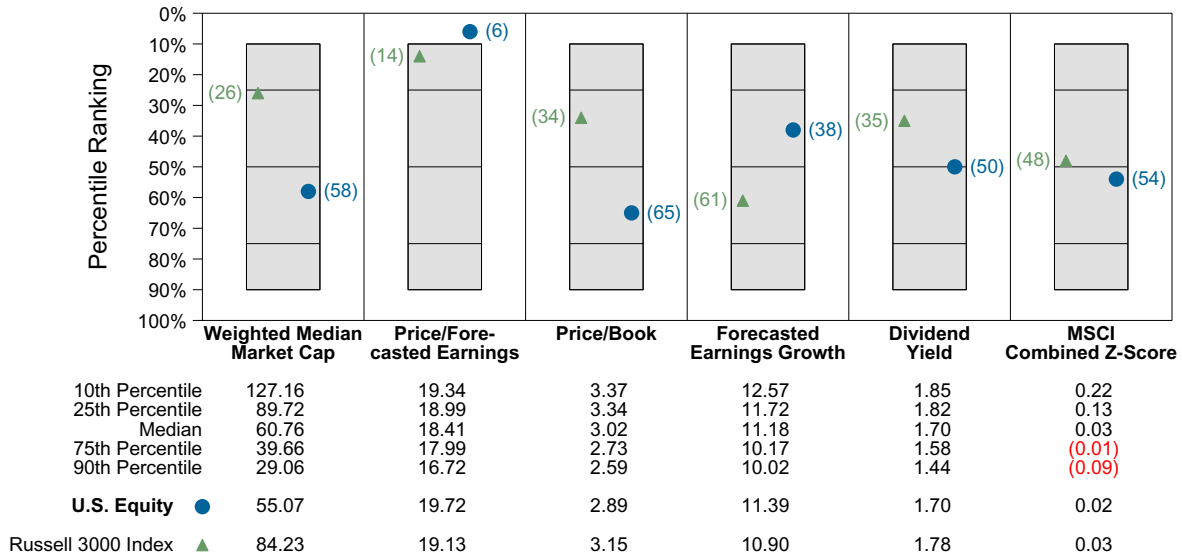 Percentile Ranking
0%
10%
20%
30%
40%
50%
60%
70%
80%
90%
100%
(26)
(58)
(14)
(6)
(34)
(65)
(61)
(38)
(35)
(50)
(48)
(54)
Weighted Median
Market Cap
Price/Fore-
casted Earnings
Price/Book
Forecasted
Earnings Growth
Dividend
Yield
MSCI
Combined Z-Score
10th Percentile 127.16 19.34 3.37 12.57 1.85 0.22
25th Percentile 89.72 18.99 3.34 11.72 1.82 0.13
Median 60.76 18.41 3.02 11.18 1.70 0.03
75th Percentile 39.66 17.99 2.73 10.17 1.58 (0.01)
90th Percentile 29.06 16.72 2.59 10.02 1.44 (0.09)
U.S. Equity 55.07 19.72 2.89 11.39 1.70 0.02
Russell 3000 Index 84.23 19.13 3.15 10.90 1.78 0.03